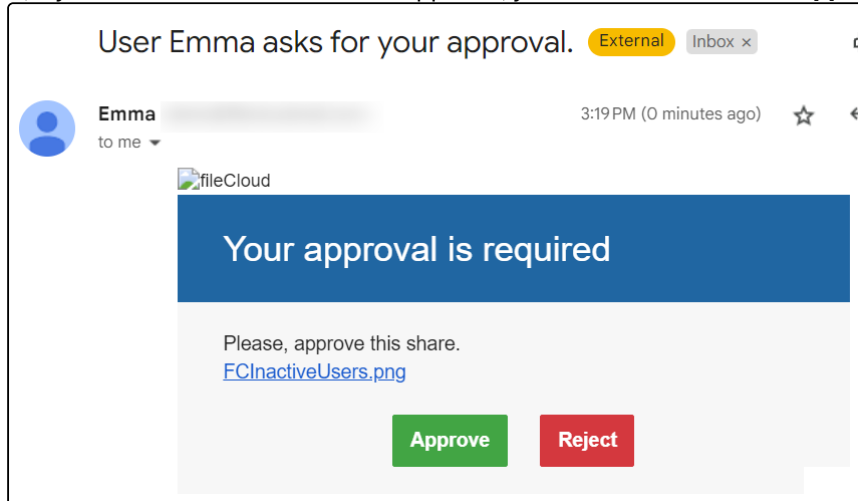 User Emma asks for your approval. External Inbox ×
Emma
3:19 PM (0 minutes ago)
to me
fileCloud
Your approval is required
Please, approve this share.
FCInactiveUsers.png
Approve Reject